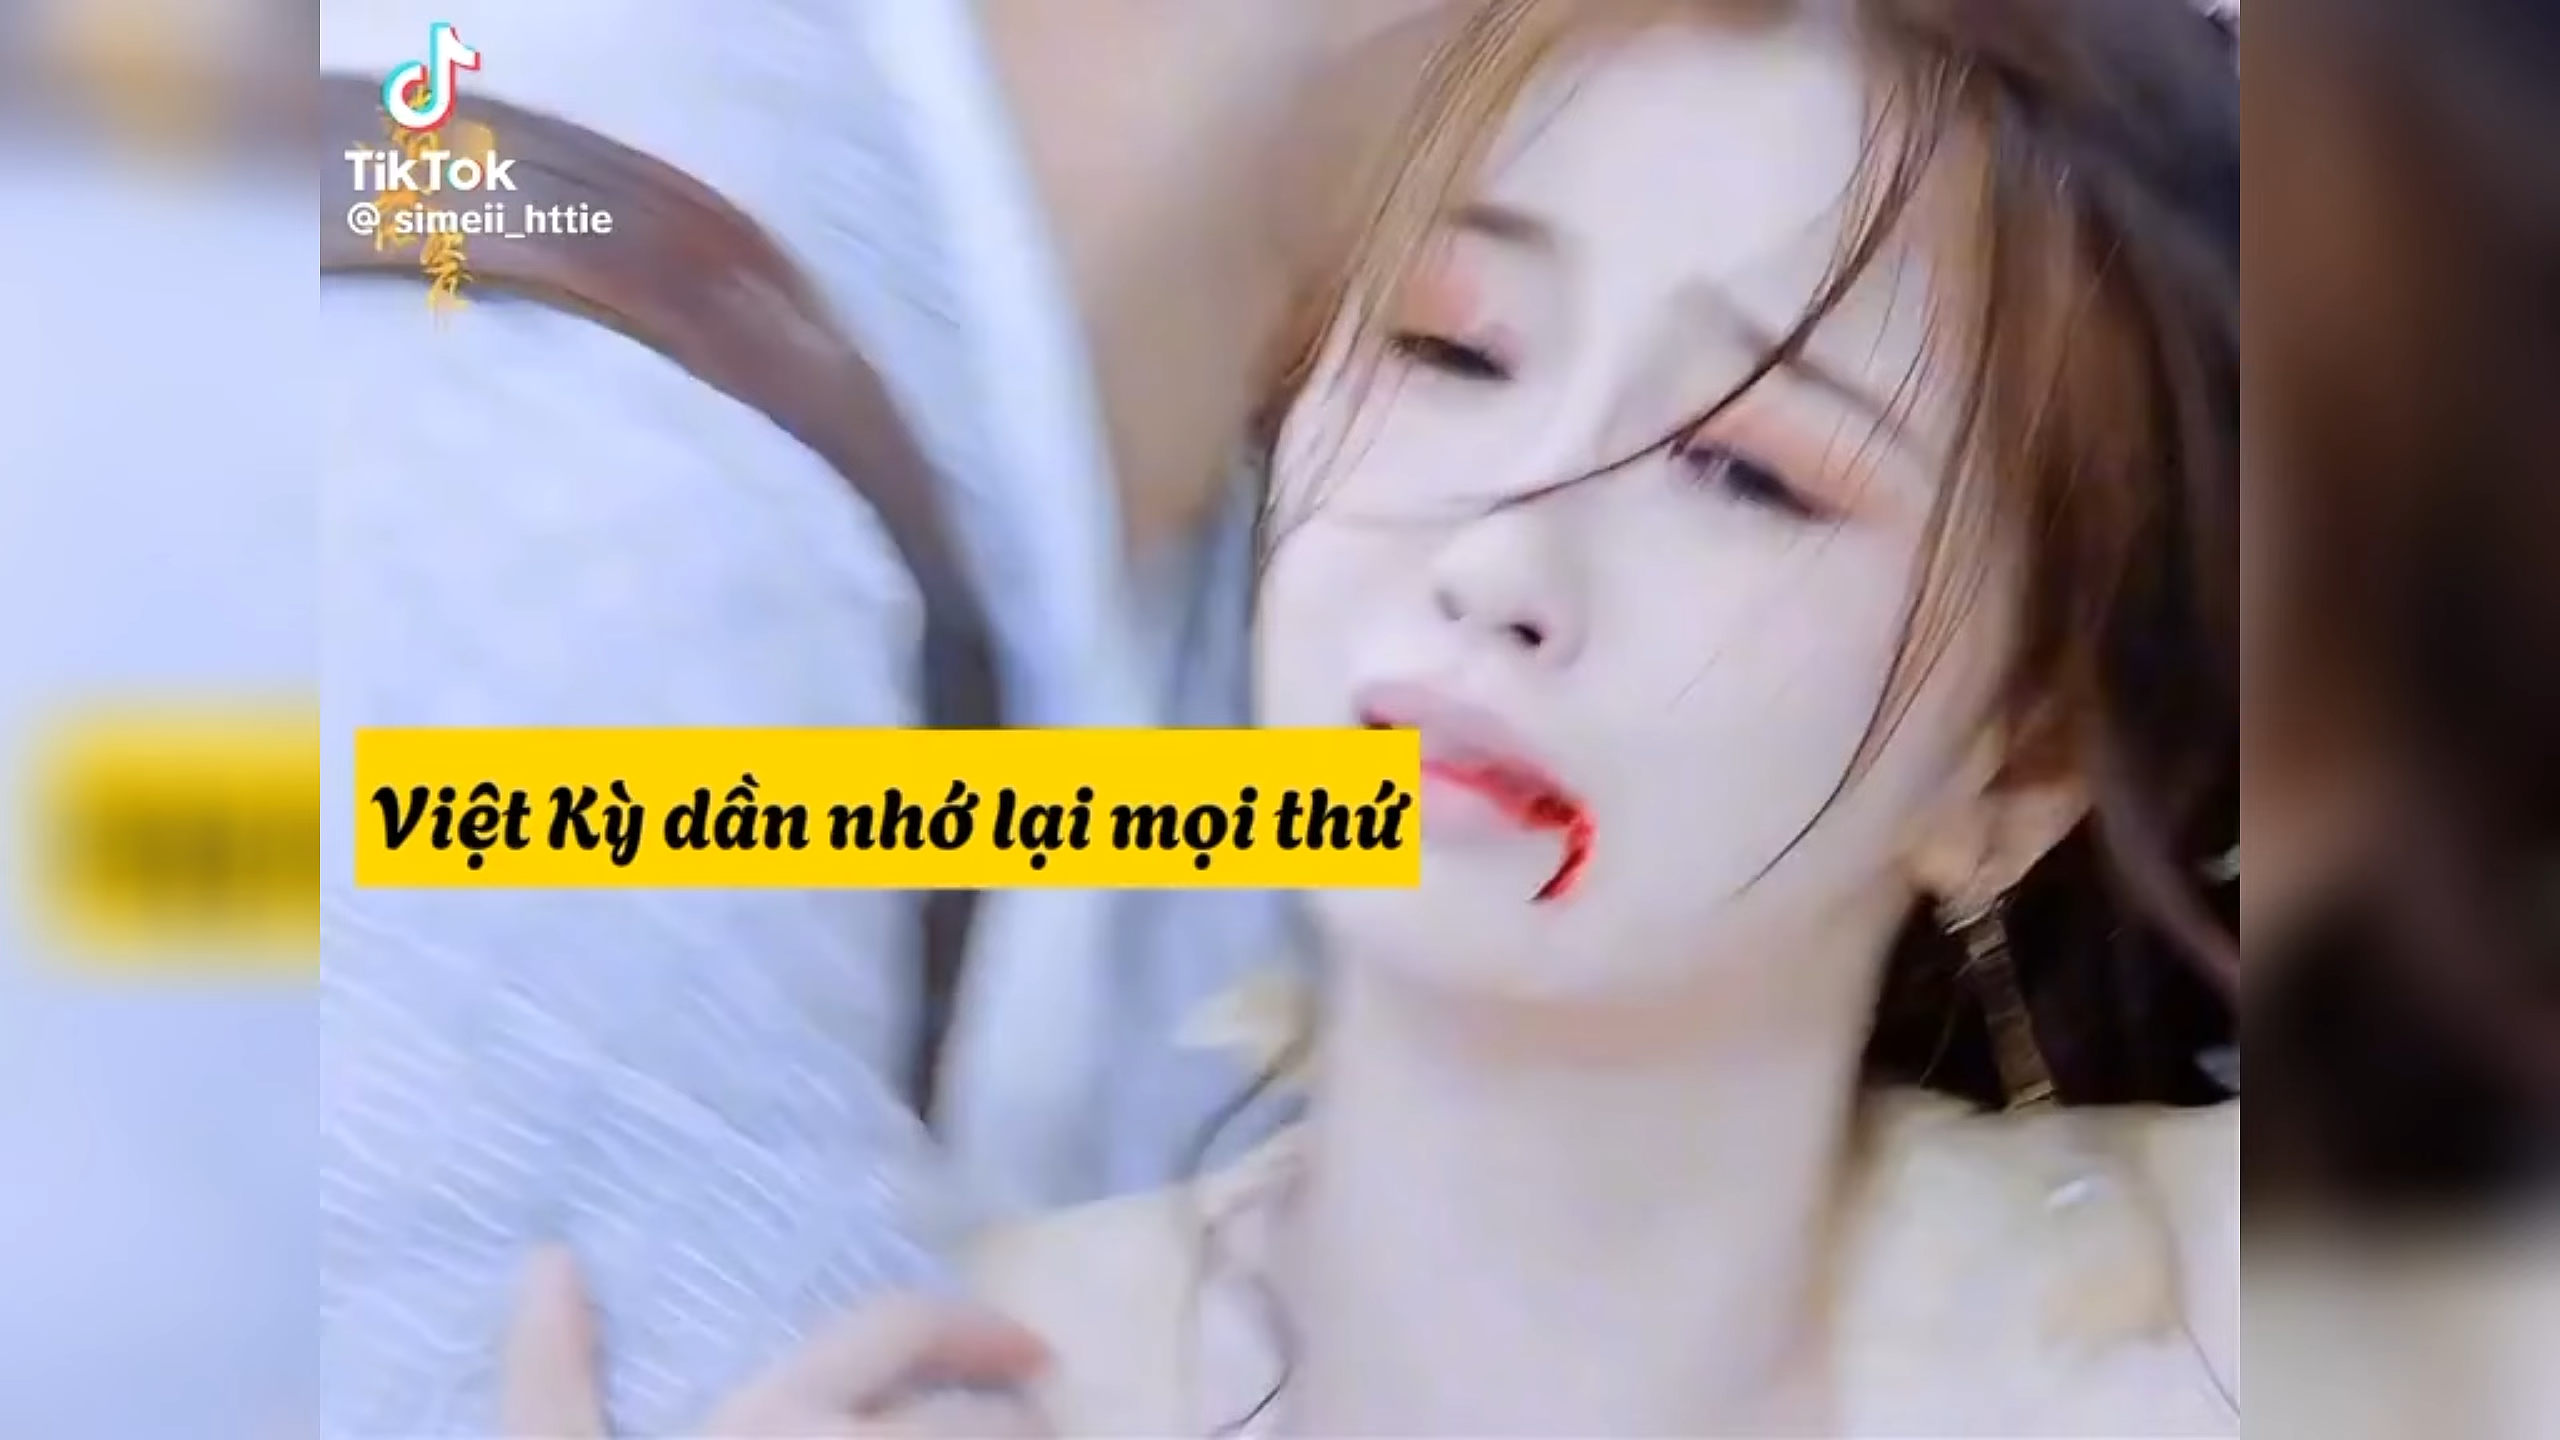 TikTok
@ simeii_httie
Việt Kỳ dần nhớ lại mọi thứ